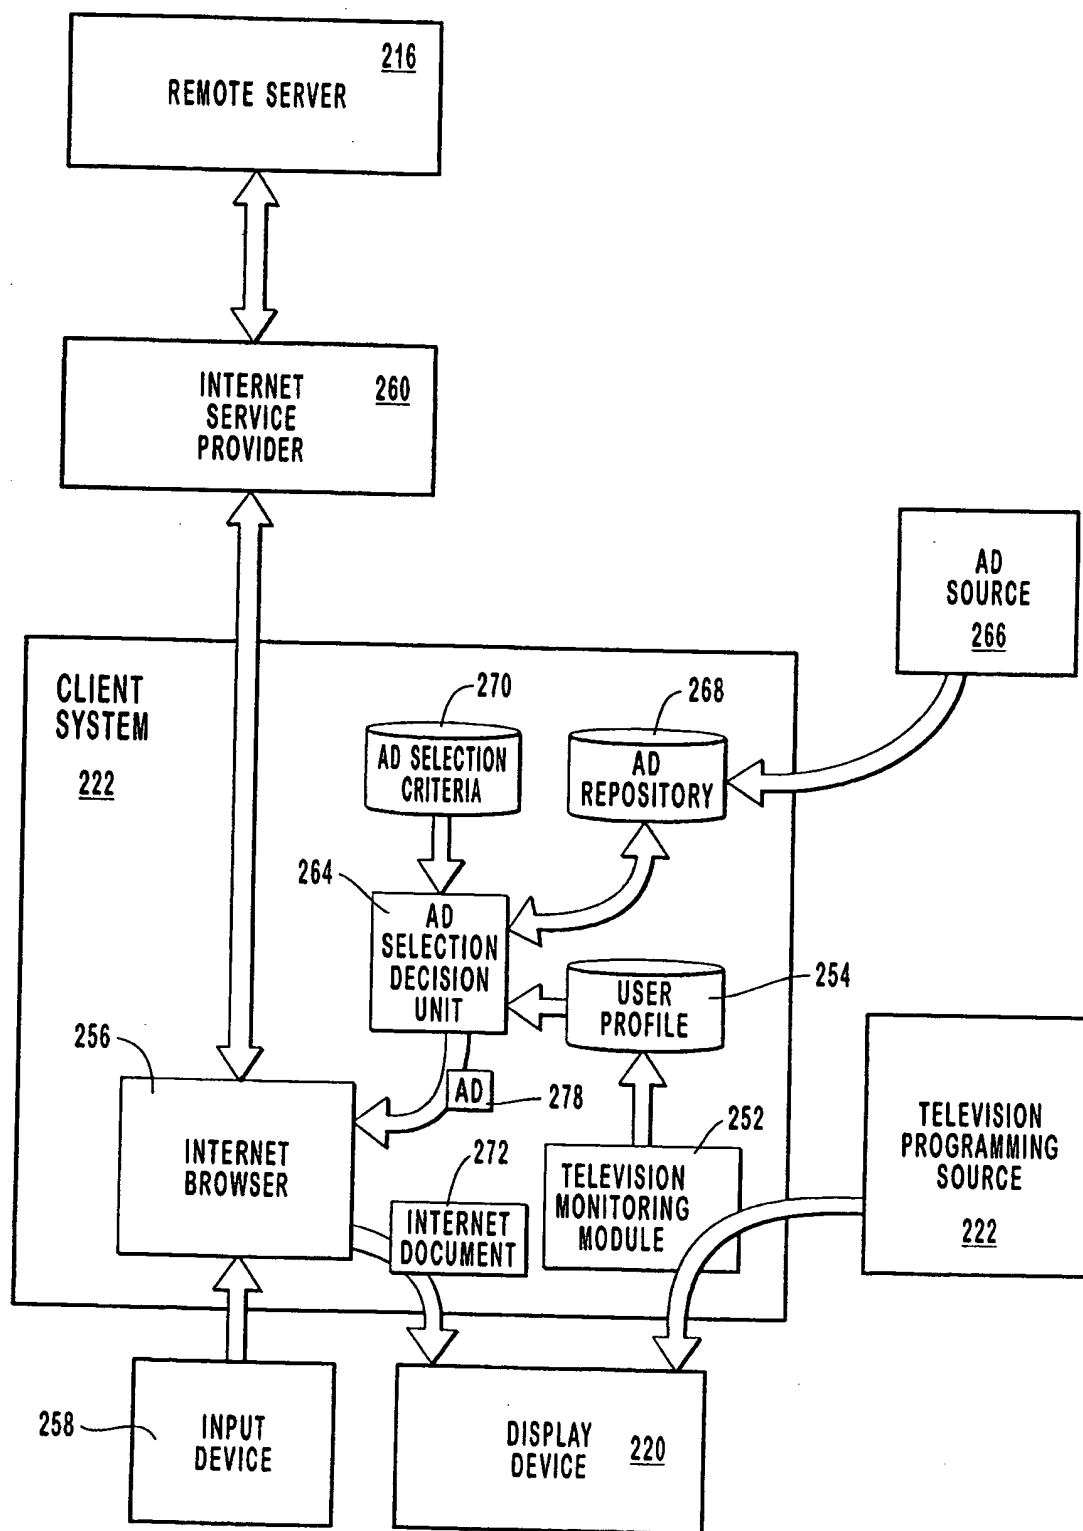 216
REMOTE SERVER
INTERNET
SERVICE
PROVIDER
260
AD
SOURCE
266
CLIENT
SYSTEM
222
270
AD SELECTION
CRITERIA
268
AD
REPOSITORY
264
AD
SELECTION
DECISION
UNIT
USER
PROFILE
254
256
INTERNET
BROWSER
AD
278
272
INTERNET
DOCUMENT
252
TELEVISION
MONITORING
MODULE
TELEVISION
PROGRAMMING
SOURCE
222
258
INPUT
DEVICE
DISPLAY
DEVICE
220